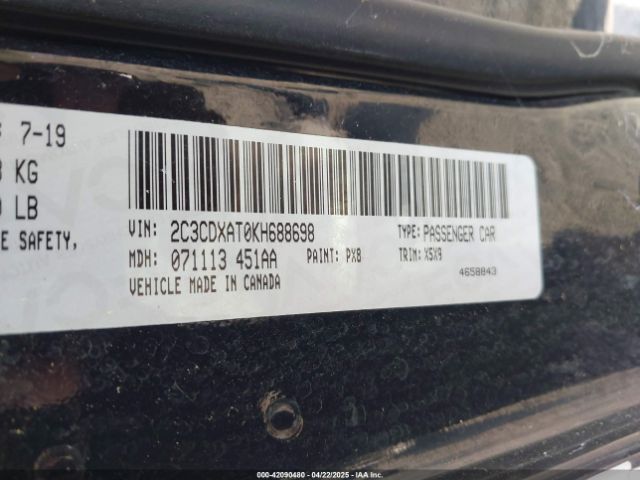 F 7-19
KG
LB
E SAFETY,
VIN: 2C3CDXAT0KH688698 TYPE: PASSENGER CAR
MDH: 071113 451AA PAINT: PX8 TRIM: X5X9
VEHICLE MADE IN CANADA 4658843
000-42090480 - 04/22/2025 - IAA Inc.